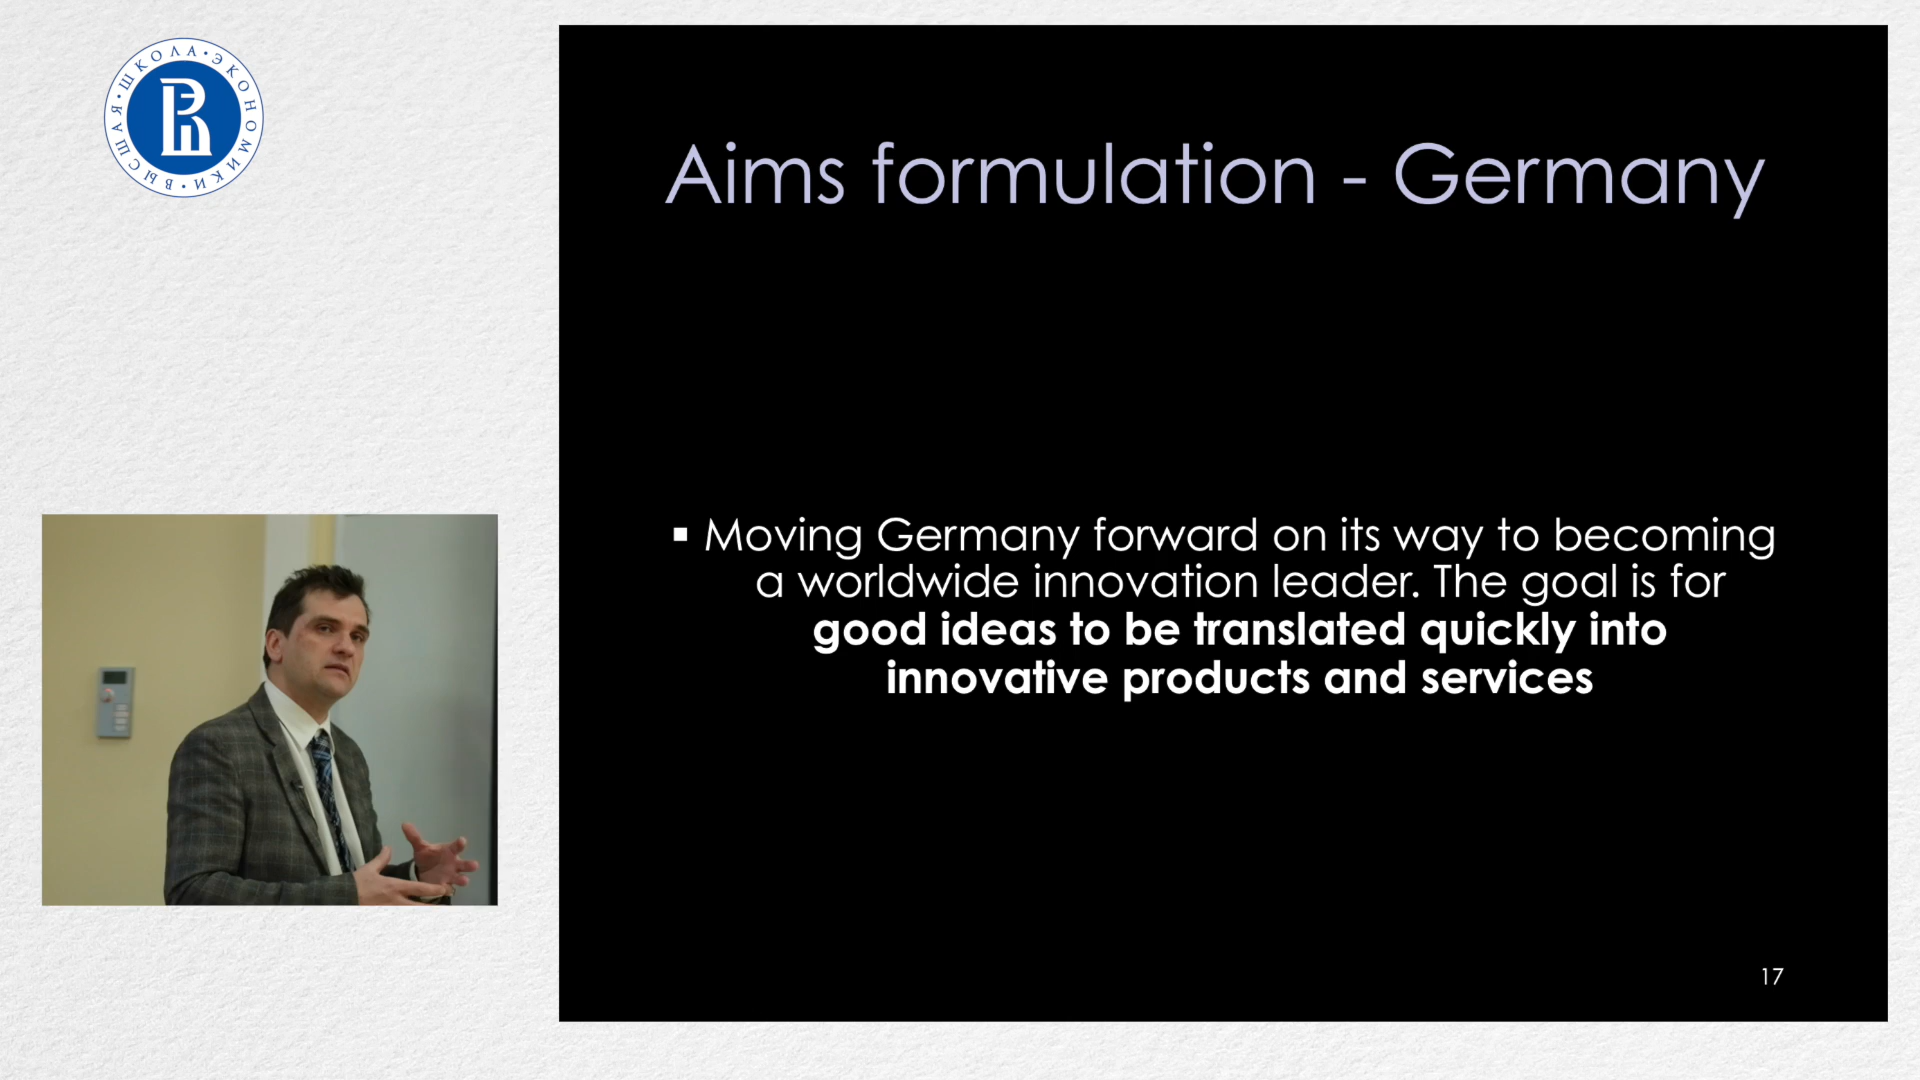 ВЫСШАЯ • ШКОЛА • ЭКОНОМИКИ •
Aims formulation - Germany
▪ Moving Germany forward on its way to becoming
a worldwide innovation leader. The goal is for
good ideas to be translated quickly into
innovative products and services
17